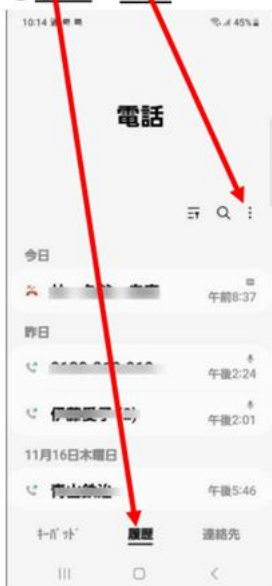 10:14
45%
電話
今日
午前8:37
昨日
午後2:24
午後2:01
11月16日木曜日
午後5:46
ｷｰﾊﾟｯﾄﾞ 履歴 連絡先